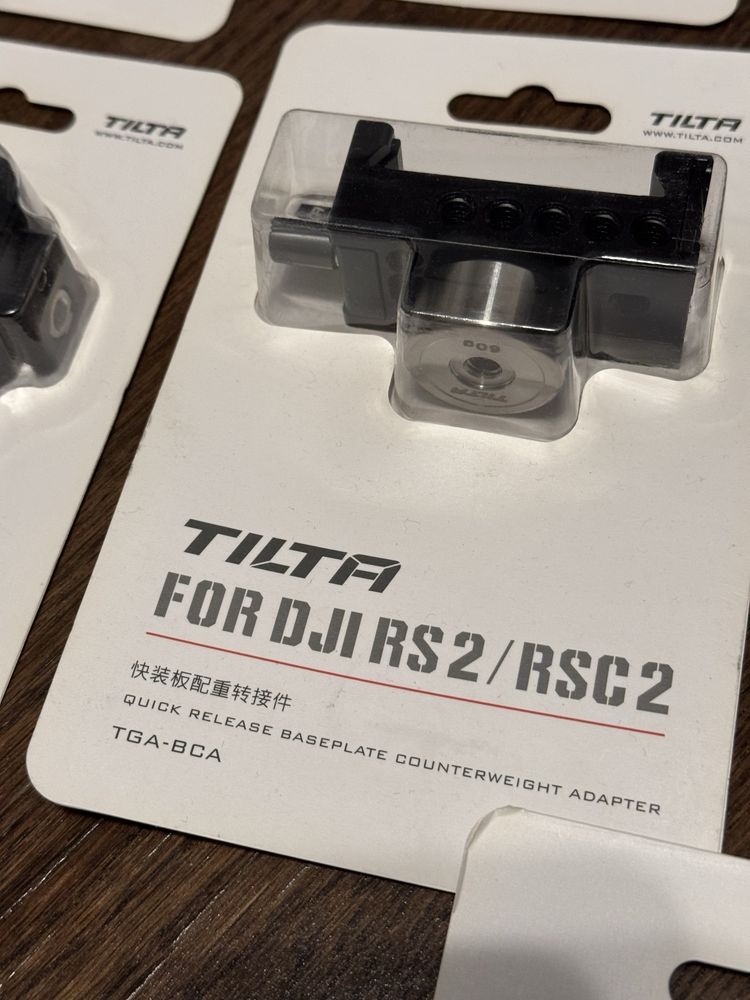 TILTA
WWW.TILTA.COM
TILTA
WWW.TILTA.COM
60g
TILTA
TILTA
FOR DJI RS 2/RSC 2
快装板配重转接件
QUICK RELEASE BASEPLATE COUNTERWEIGHT ADAPTER
TGA-BCA